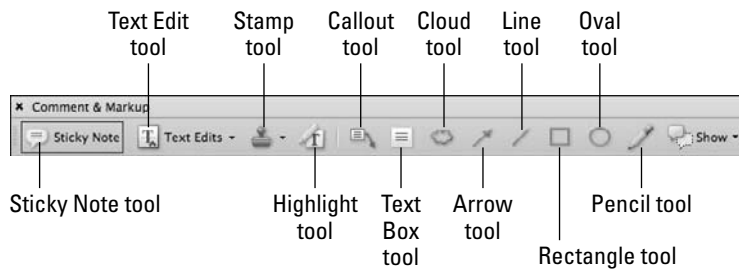 Text Edit tool
Stamp tool
Callout tool
Cloud tool
Line tool
Oval tool
× Comment & Markup
Sticky Note
Text Edits
Show
Sticky Note tool
Highlight tool
Text Box tool
Arrow tool
Rectangle tool
Pencil tool